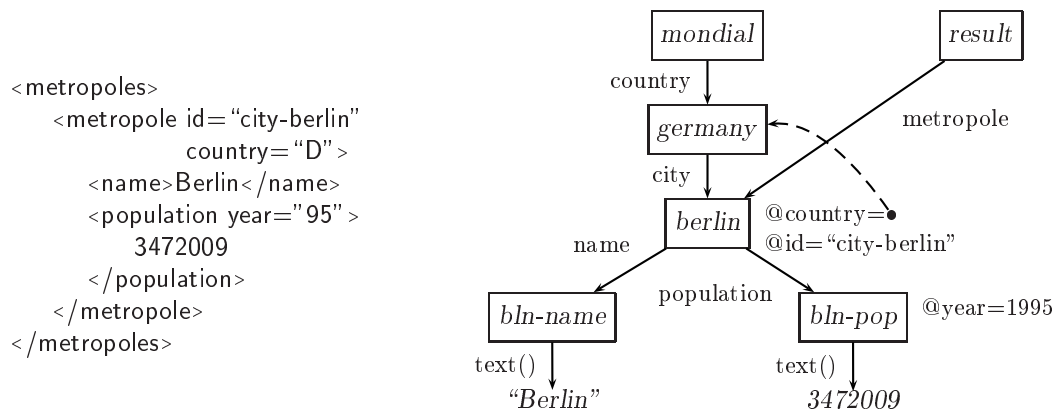 <metropoles>
<metropole id=“city-berlin”
country=“D”>
<name>Berlin</name>
<population year=”95”>
3472009
</population>
</metropole>
</metropoles>
mondial
result
country
metropole
germany
city
berlin
@country=
@id=“city-berlin”
name
population
bln-name
bln-pop
@year=1995
text()
text()
“Berlin”
3472009